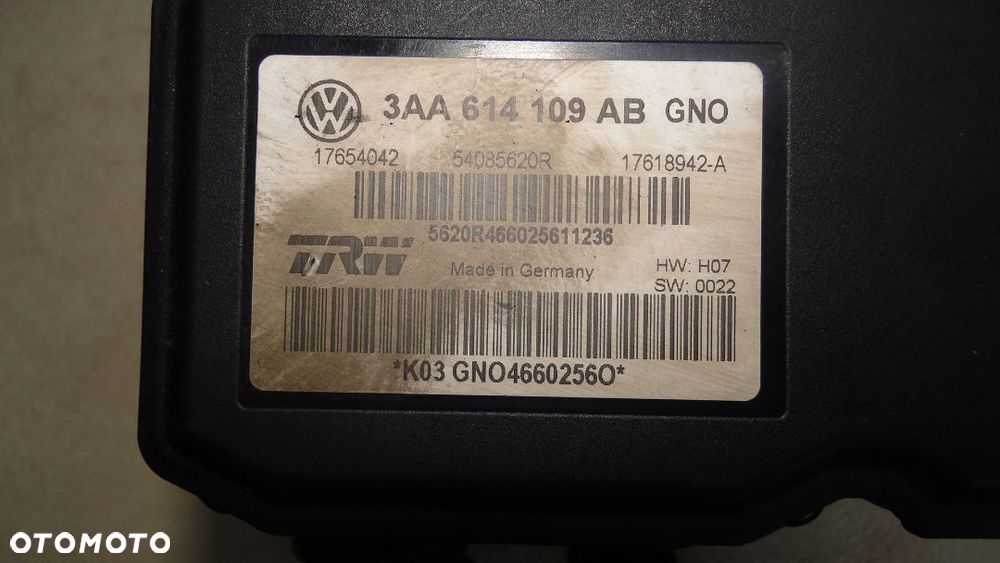 3AA 614 109 AB GNO
17654042 54085620R 17618942-A
5620R466025611236
TRW Made in Germany HW: H07
SW: 0022
*K03 GNO4660256O*
OTOMOTO